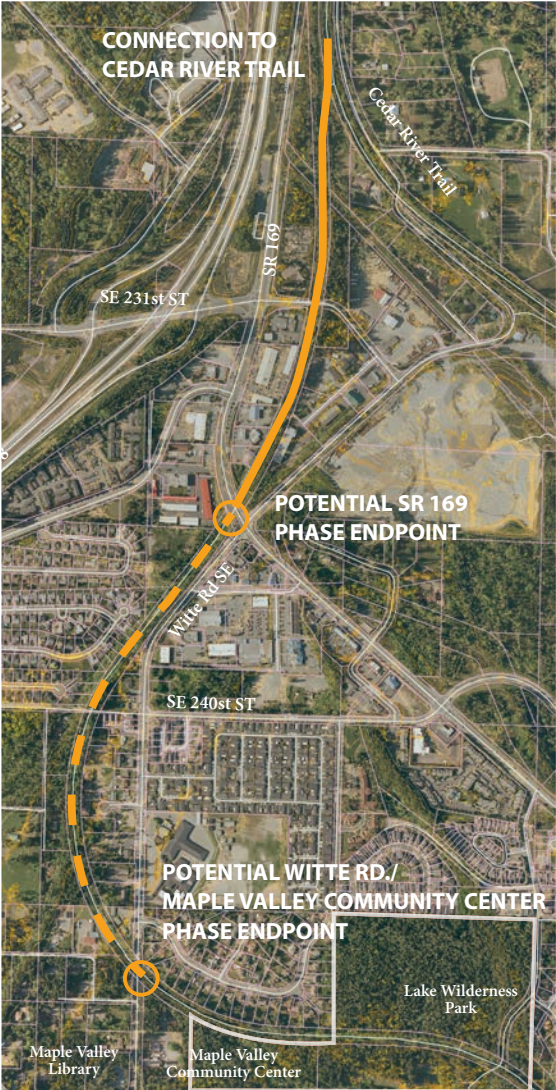 CONNECTION TO
CEDAR RIVER TRAIL
Cedar River Trail
SR 169
SE 231st ST
POTENTIAL SR 169
PHASE ENDPOINT
Witte Rd SE
SE 240st ST
POTENTIAL WITTE RD./
MAPLE VALLEY COMMUNITY CENTER
PHASE ENDPOINT
Lake Wilderness
Park
Maple Valley
Library
Maple Valley
Community Center